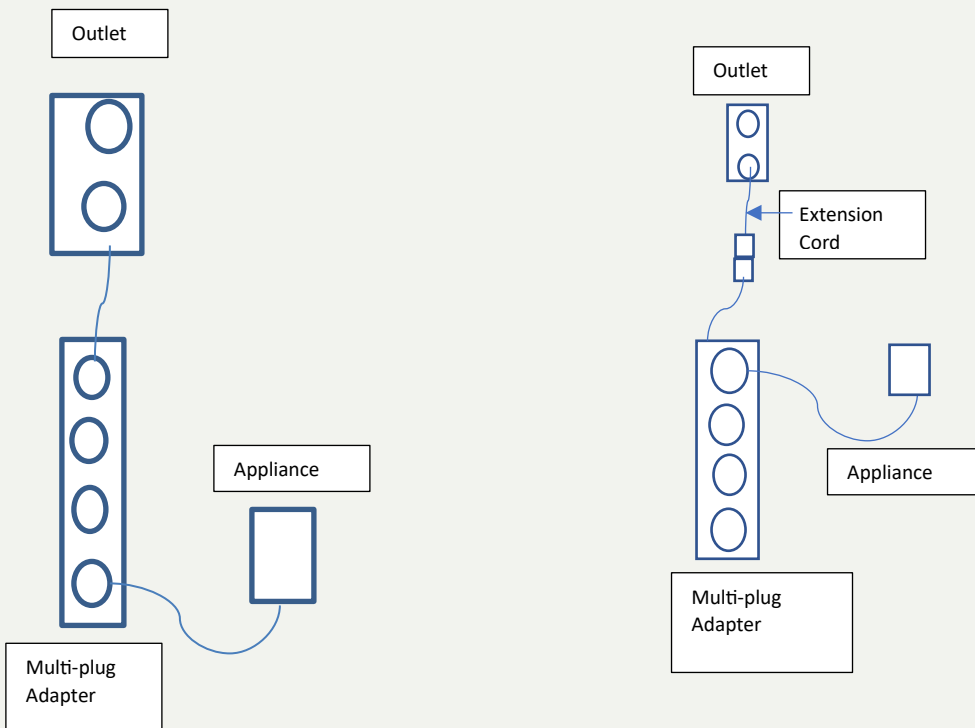 Outlet
Appliance
Multi-plug
Adapter
Outlet
Extension
Cord
Appliance
Multi-plug
Adapter